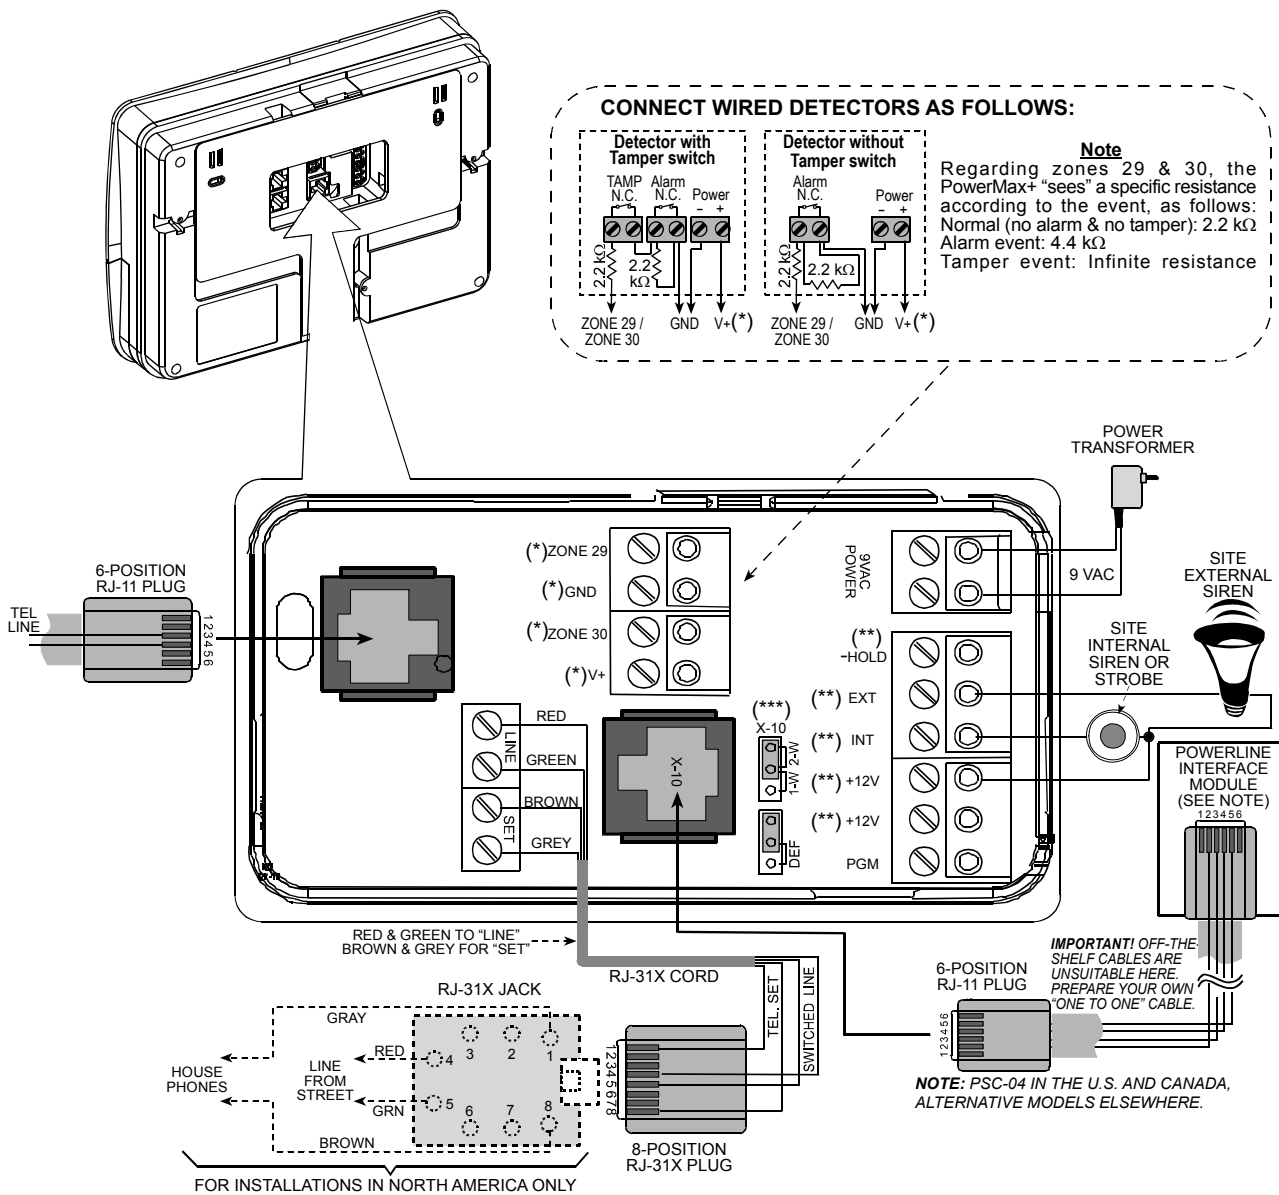 CONNECT WIRED DETECTORS AS FOLLOWS:
Detector with
Tamper switch
TAMP
N.C.
Alarm
N.C.
Power
- +
2.2 kΩ
2.2
kΩ
ZONE 29 /
ZONE 30
GND
V+(*)
Detector without
Tamper switch
Alarm
N.C.
Power
- +
2.2 kΩ
2.2 kΩ
ZONE 29 /
ZONE 30
GND
V+(*)
Note
Regarding zones 29 & 30, the
PowerMax+ “sees” a specific resistance
according to the event, as follows:
Normal (no alarm & no tamper): 2.2 kΩ
Alarm event: 4.4 kΩ
Tamper event: Infinite resistance
POWER
TRANSFORMER
9 VAC
SITE
EXTERNAL
SIREN
SITE
INTERNAL
SIREN OR
STROBE
6-POSITION
RJ-11 PLUG
TEL
LINE
123456
(*)ZONE 29
(*)GND
(*)ZONE 30
(*)V+
9VAC
POWER
(**)
-HOLD
(**) EXT
(**) INT
(**) +12V
(**) +12V
PGM
LINE
SET
RED
GREEN
BROWN
GREY
X-10
(***)
X-10
1-W 2-W
DEF
POWERLINE
INTERFACE
MODULE
(SEE NOTE)
123456
RED & GREEN TO “LINE”
BROWN & GREY FOR “SET”
RJ-31X CORD
TEL. SET
SWITCHED LINE
IMPORTANT! OFF-THE-
SHELF CABLES ARE
UNSUITABLE HERE.
PREPARE YOUR OWN
“ONE TO ONE” CABLE.
6-POSITION
RJ-11 PLUG
123456
NOTE: PSC-04 IN THE U.S. AND CANADA,
ALTERNATIVE MODELS ELSEWHERE.
RJ-31X JACK
GRAY
RED
LINE
FROM
STREET
GRN
BROWN
HOUSE
PHONES
4
3
2
1
5
6
7
8
12345678
8-POSITION
RJ-31X PLUG
FOR INSTALLATIONS IN NORTH AMERICA ONLY